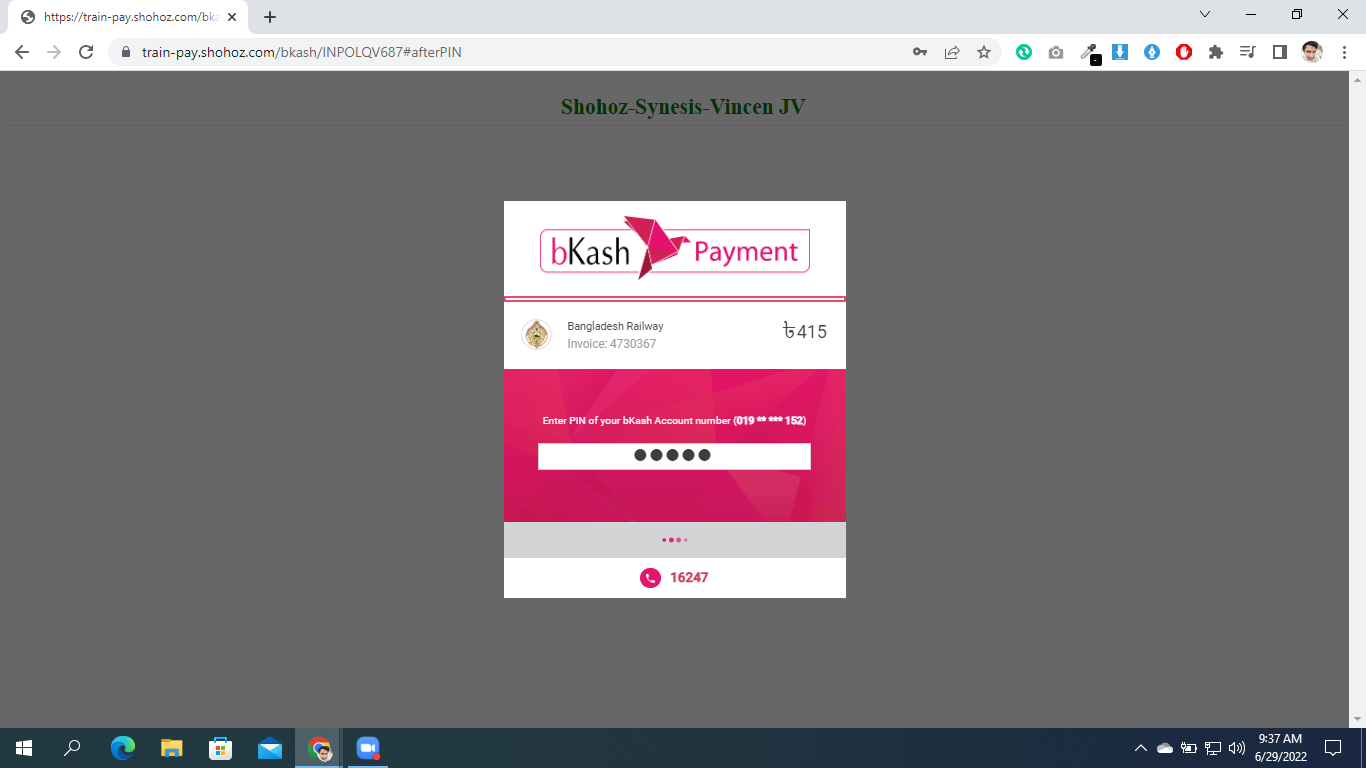 https://train-pay.shohoz.com/bka
train-pay.shohoz.com/bkash/INPOLQV687#afterPIN
Shohoz-Synesis-Vincen JV
bKash Payment
Bangladesh Railway
৳415
Invoice: 4730367
Enter PIN of your bKash Account number (019 ** *** 152)
16247
9:37 AM
6/29/2022